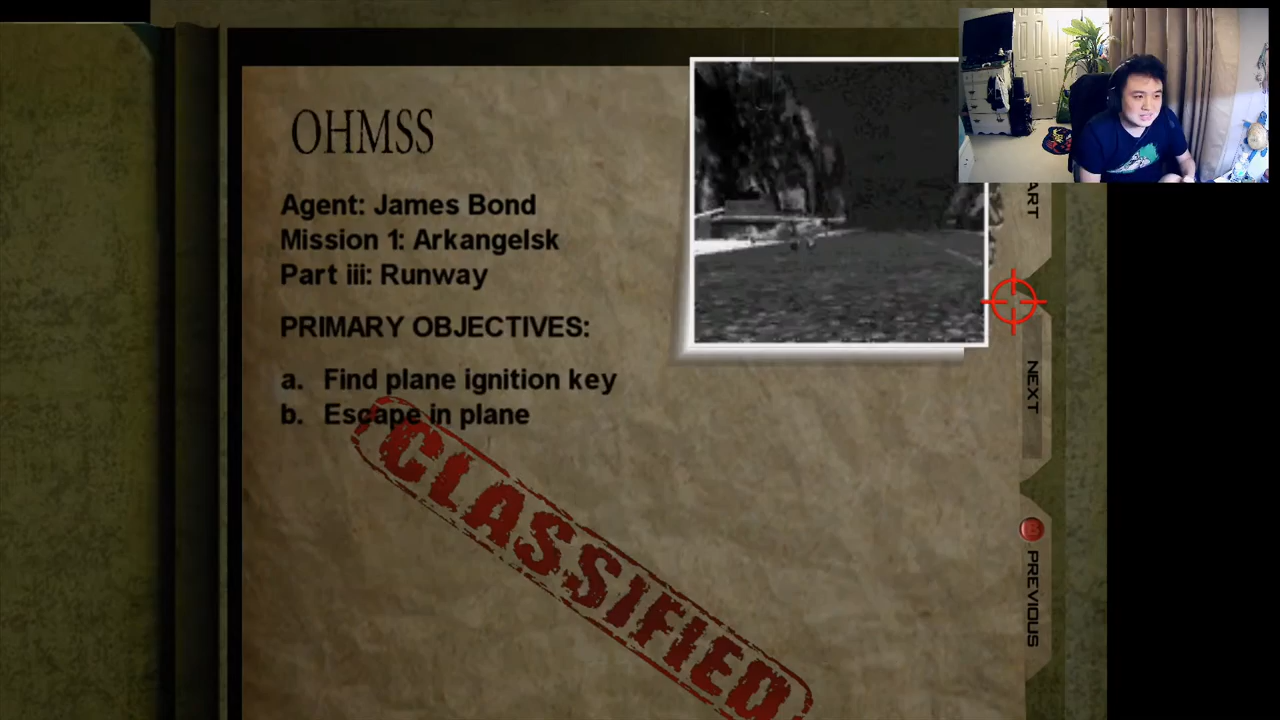 OHMSS
Agent: James Bond
Mission 1: Arkangelsk
Part iii: Runway
PRIMARY OBJECTIVES:
a. Find plane ignition key
b. Escape in plane
CLASSIFIED
ART
NEXT
PREVIOUS